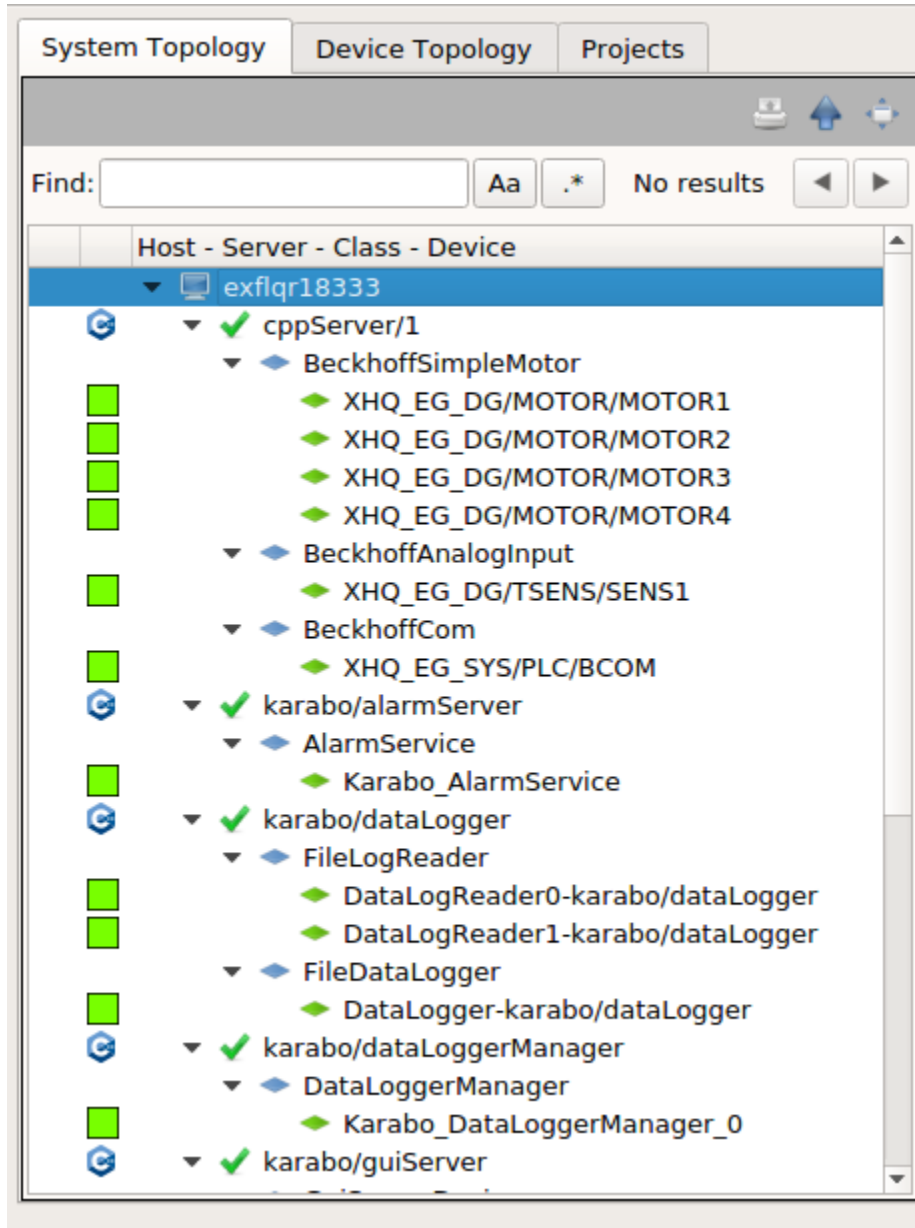 System Topology Device Topology Projects
Find: Aa .* No results
Host - Server - Class - Device
exflqr18333
cppServer/1
BeckhoffSimpleMotor
XHQ_EG_DG/MOTOR/MOTOR1
XHQ_EG_DG/MOTOR/MOTOR2
XHQ_EG_DG/MOTOR/MOTOR3
XHQ_EG_DG/MOTOR/MOTOR4
BeckhoffAnalogInput
XHQ_EG_DG/TSENS/SENS1
BeckhoffCom
XHQ_EG_SYS/PLC/BCOM
karabo/alarmServer
AlarmService
Karabo_AlarmService
karabo/dataLogger
FileLogReader
DataLogReader0-karabo/dataLogger
DataLogReader1-karabo/dataLogger
FileDataLogger
DataLogger-karabo/dataLogger
karabo/dataLoggerManager
DataLoggerManager
Karabo_DataLoggerManager_0
karabo/guiServer